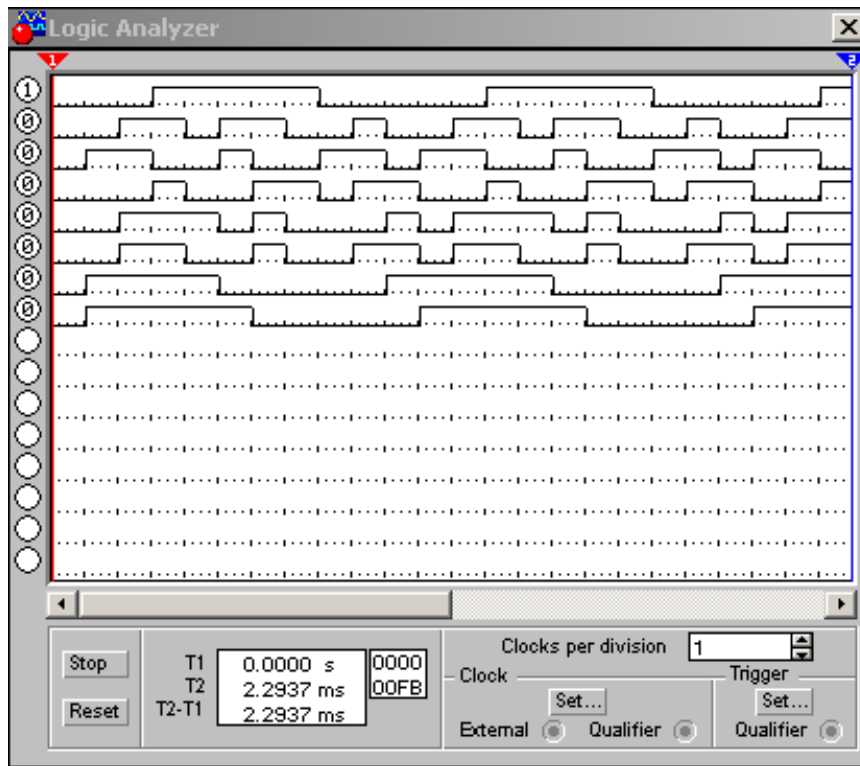 Logic Analyzer
1 2
1
0
0
0
0
0
0
0
Clocks per division 1
Stop
T1 0.0000 s 0000
T2 2.2937 ms 00FB
T2-T1 2.2937 ms
Reset
Clock
Set...
External Qualifier
Trigger
Set...
Qualifier